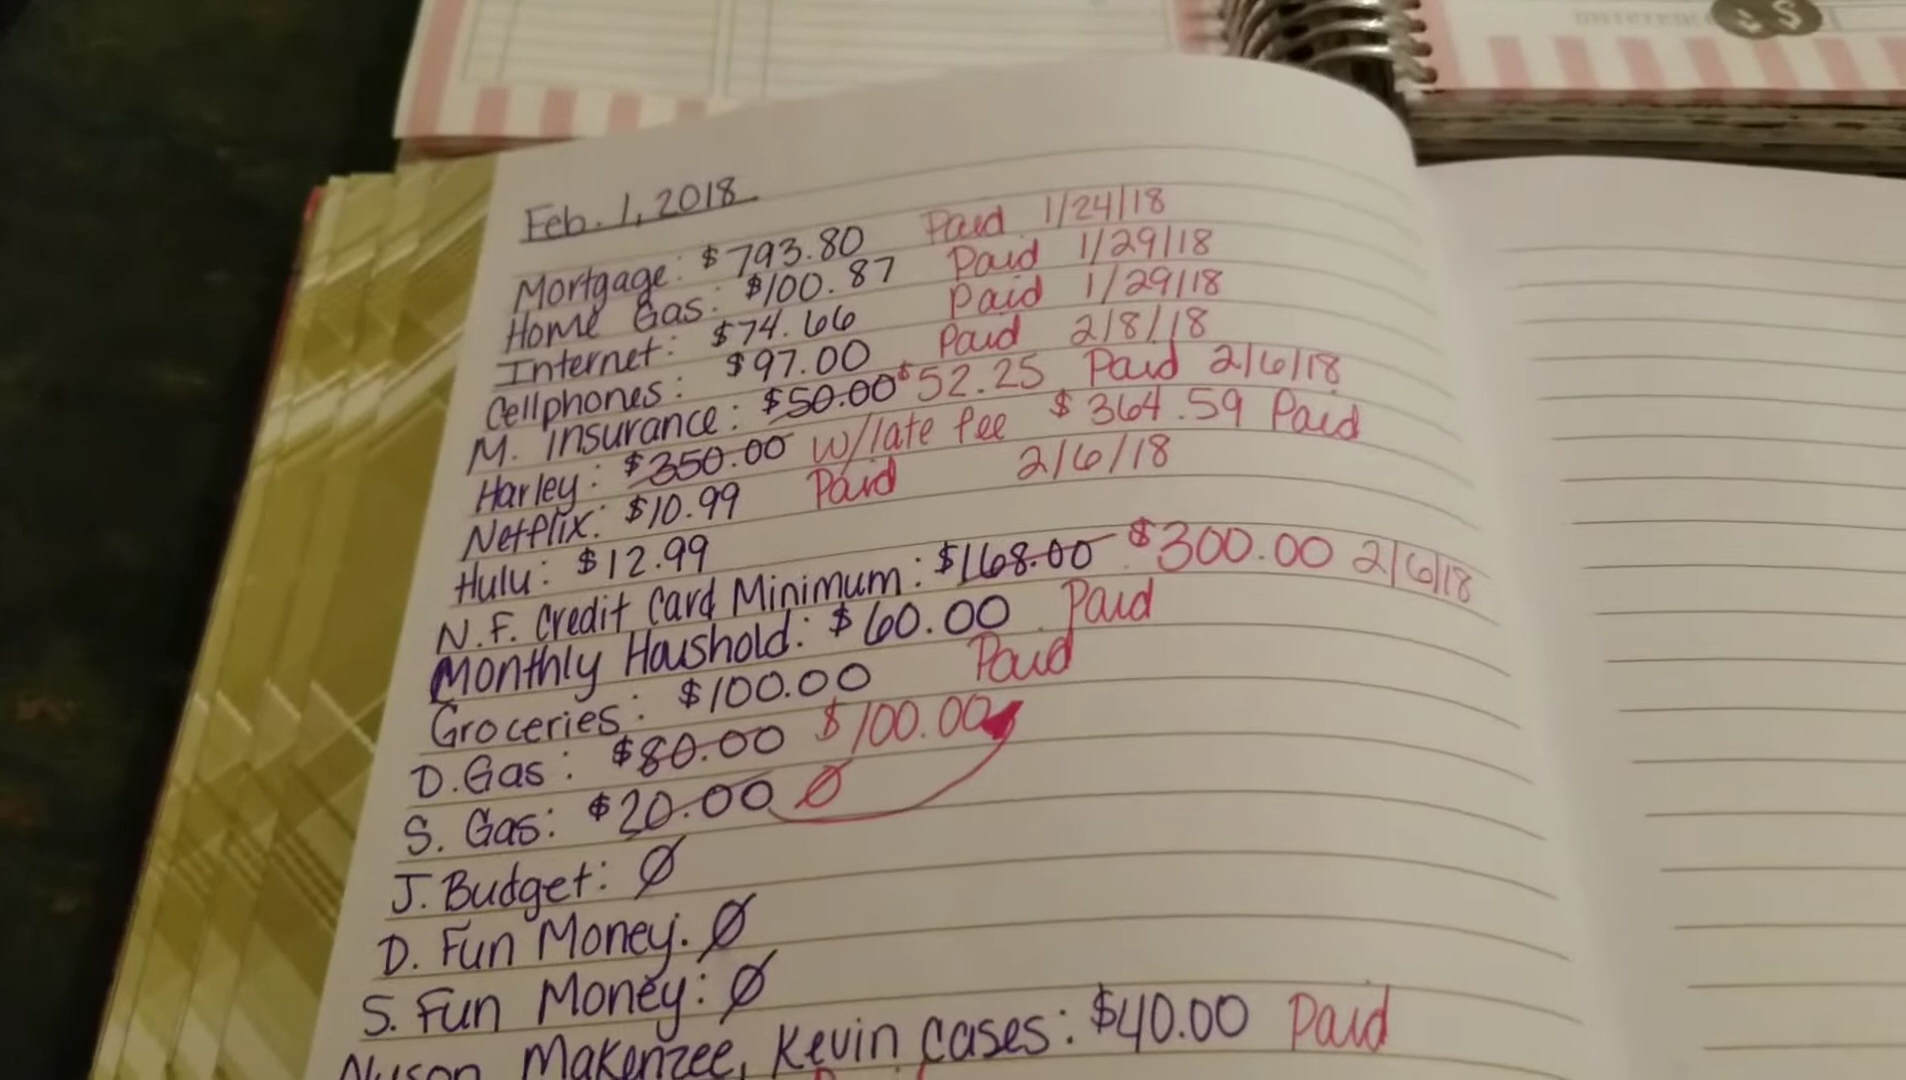 Feb. 1, 2018
Mortgage: $793.80 Paid 1/24/18
Home Gas: $100.87 Paid 1/29/18
Internet: $74.66 Paid 1/29/18
Cellphones: $97.00 Paid 2/8/18
M. Insurance: $50.00 $52.25 Paid 2/6/18
Harley: $350.00 w/late fee $364.59 Paid
Netflix: $10.99 Paid 2/6/18
Hulu: $12.99
N.F. Credit Card Minimum: $168.00 $300.00 2/6/18
Monthly Haushold: $60.00 Paid
Groceries: $100.00 Paid
D. Gas: $80.00 $100.00
S. Gas: $20.00 Ø
J. Budget: Ø
D. Fun Money: Ø
S. Fun Money: Ø
Makenzee, Kevin cases: $40.00 Paid